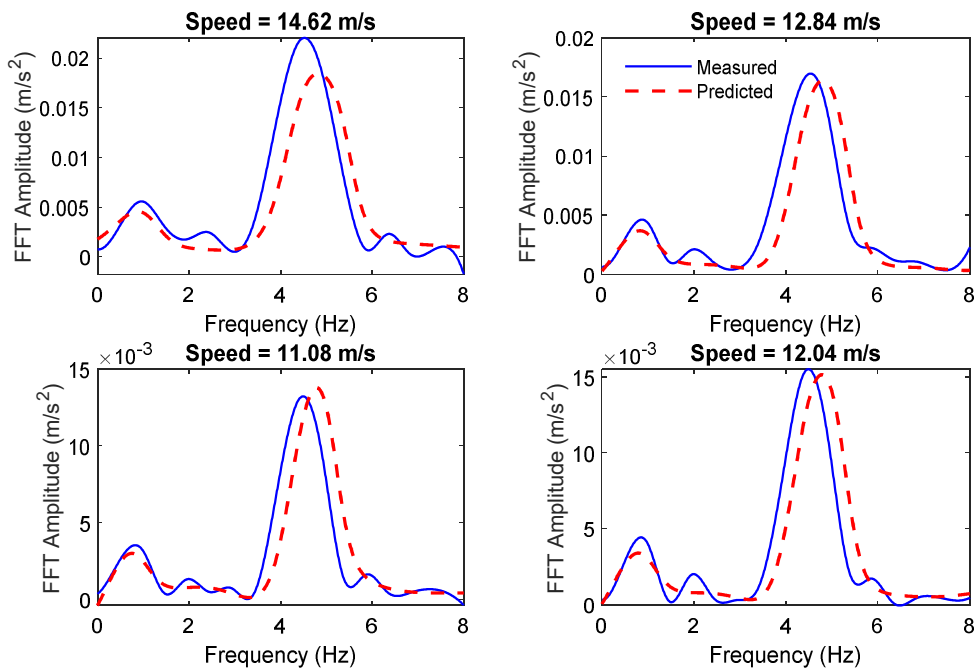 Speed = 14.62 m/s
FFT Amplitude (m/s²)
0.02
0.015
0.01
0.005
0
0 2 4 6 8
Frequency (Hz)
Speed = 12.84 m/s
Measured
Predicted
FFT Amplitude (m/s²)
0.02
0.015
0.01
0.005
0
0 2 4 6 8
Frequency (Hz)
Speed = 11.08 m/s
×10⁻³
FFT Amplitude (m/s²)
15
10
5
0
0 2 4 6 8
Frequency (Hz)
Speed = 12.04 m/s
×10⁻³
FFT Amplitude (m/s²)
15
10
5
0
0 2 4 6 8
Frequency (Hz)